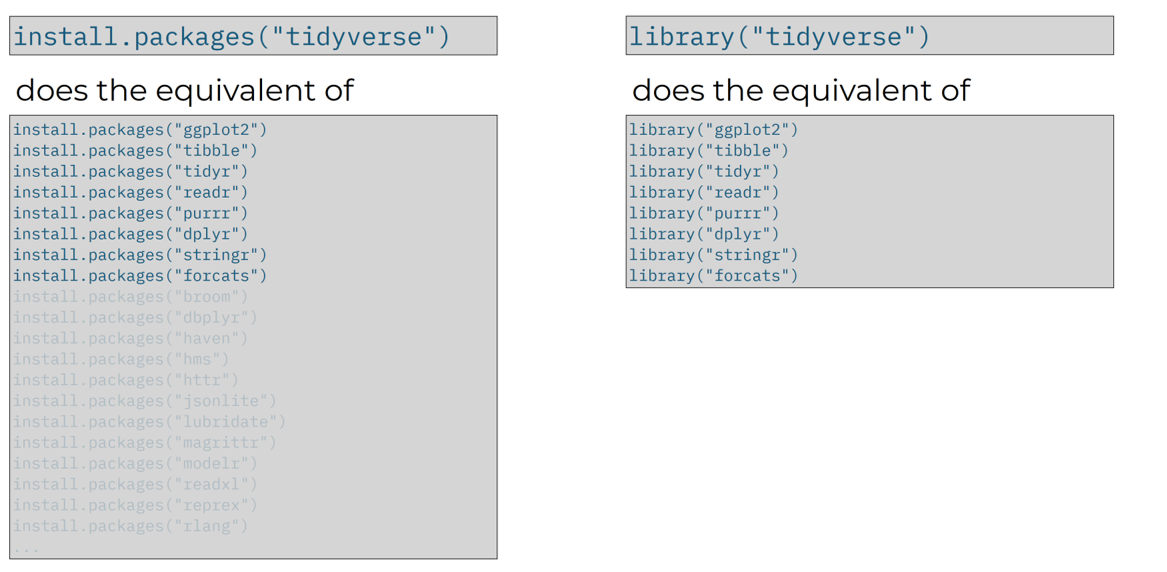 install.packages("tidyverse")
does the equivalent of
install.packages("ggplot2")
install.packages("tibble")
install.packages("tidyr")
install.packages("readr")
install.packages("purrr")
install.packages("dplyr")
install.packages("stringr")
install.packages("forcats")
install.packages("broom")
install.packages("dbplyr")
install.packages("haven")
install.packages("hms")
install.packages("httr")
install.packages("jsonlite")
install.packages("lubridate")
install.packages("magrittr")
install.packages("modelr")
install.packages("readxl")
install.packages("reprex")
install.packages("rlang")
...
library("tidyverse")
does the equivalent of
library("ggplot2")
library("tibble")
library("tidyr")
library("readr")
library("purrr")
library("dplyr")
library("stringr")
library("forcats")